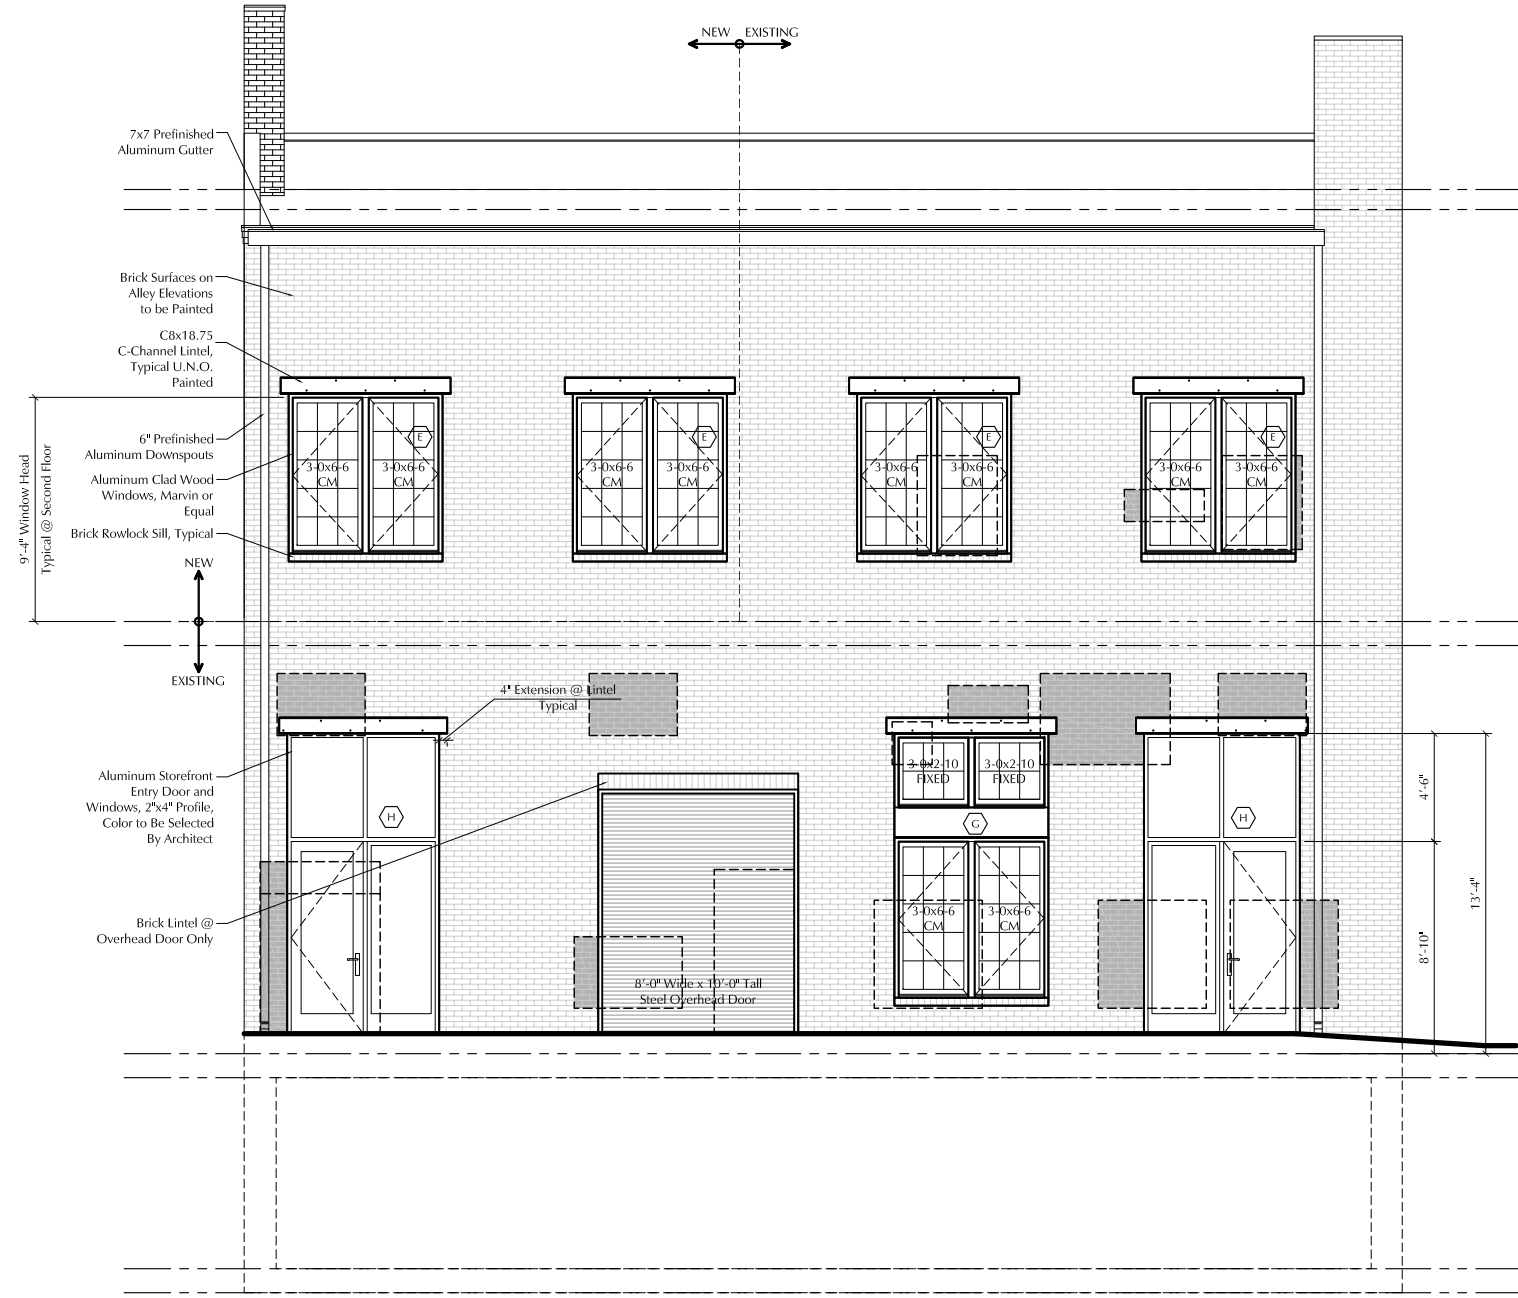 NEW EXISTING
7x7 Prefinished
Aluminum Gutter
Brick Surfaces on
Alley Elevations
to be Painted
C8x18.75
C-Channel Lintel,
Typical U.N.O.
Painted
6" Prefinished
Aluminum Downspouts
Aluminum Clad Wood
Windows, Marvin or
Equal
Brick Rowlock Sill, Typical
9'-4" Window Head
Typical @ Second Floor
E
3-0x6-6
CM
3-0x6-6
CM
E
3-0x6-6
CM
3-0x6-6
CM
E
3-0x6-6
CM
3-0x6-6
CM
E
3-0x6-6
CM
3-0x6-6
CM
NEW
EXISTING
4" Extension @ Lintel
Typical
Aluminum Storefront
Entry Door and
Windows, 2"x4" Profile,
Color to Be Selected
By Architect
H
3-0x2-10
FIXED
3-0x2-10
FIXED
G
H
3-0x6-6
CM
3-0x6-6
CM
Brick Lintel @
Overhead Door Only
8'-0" Wide x 10'-0" Tall
Steel Overhead Door
4'-6"
8'-10"
13'-4"